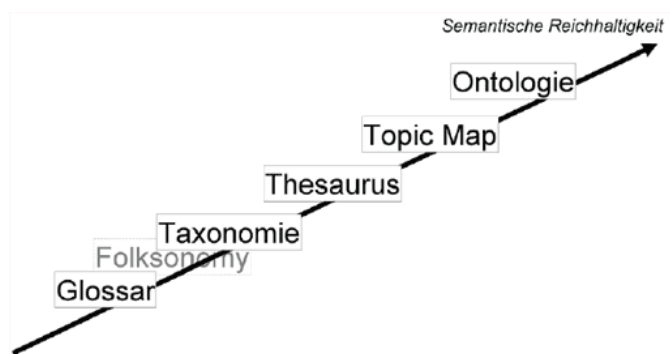 Semantische Reichhaltigkeit
Ontologie
Topic Map
Thesaurus
Taxonomie
Folksonomy
Glossar